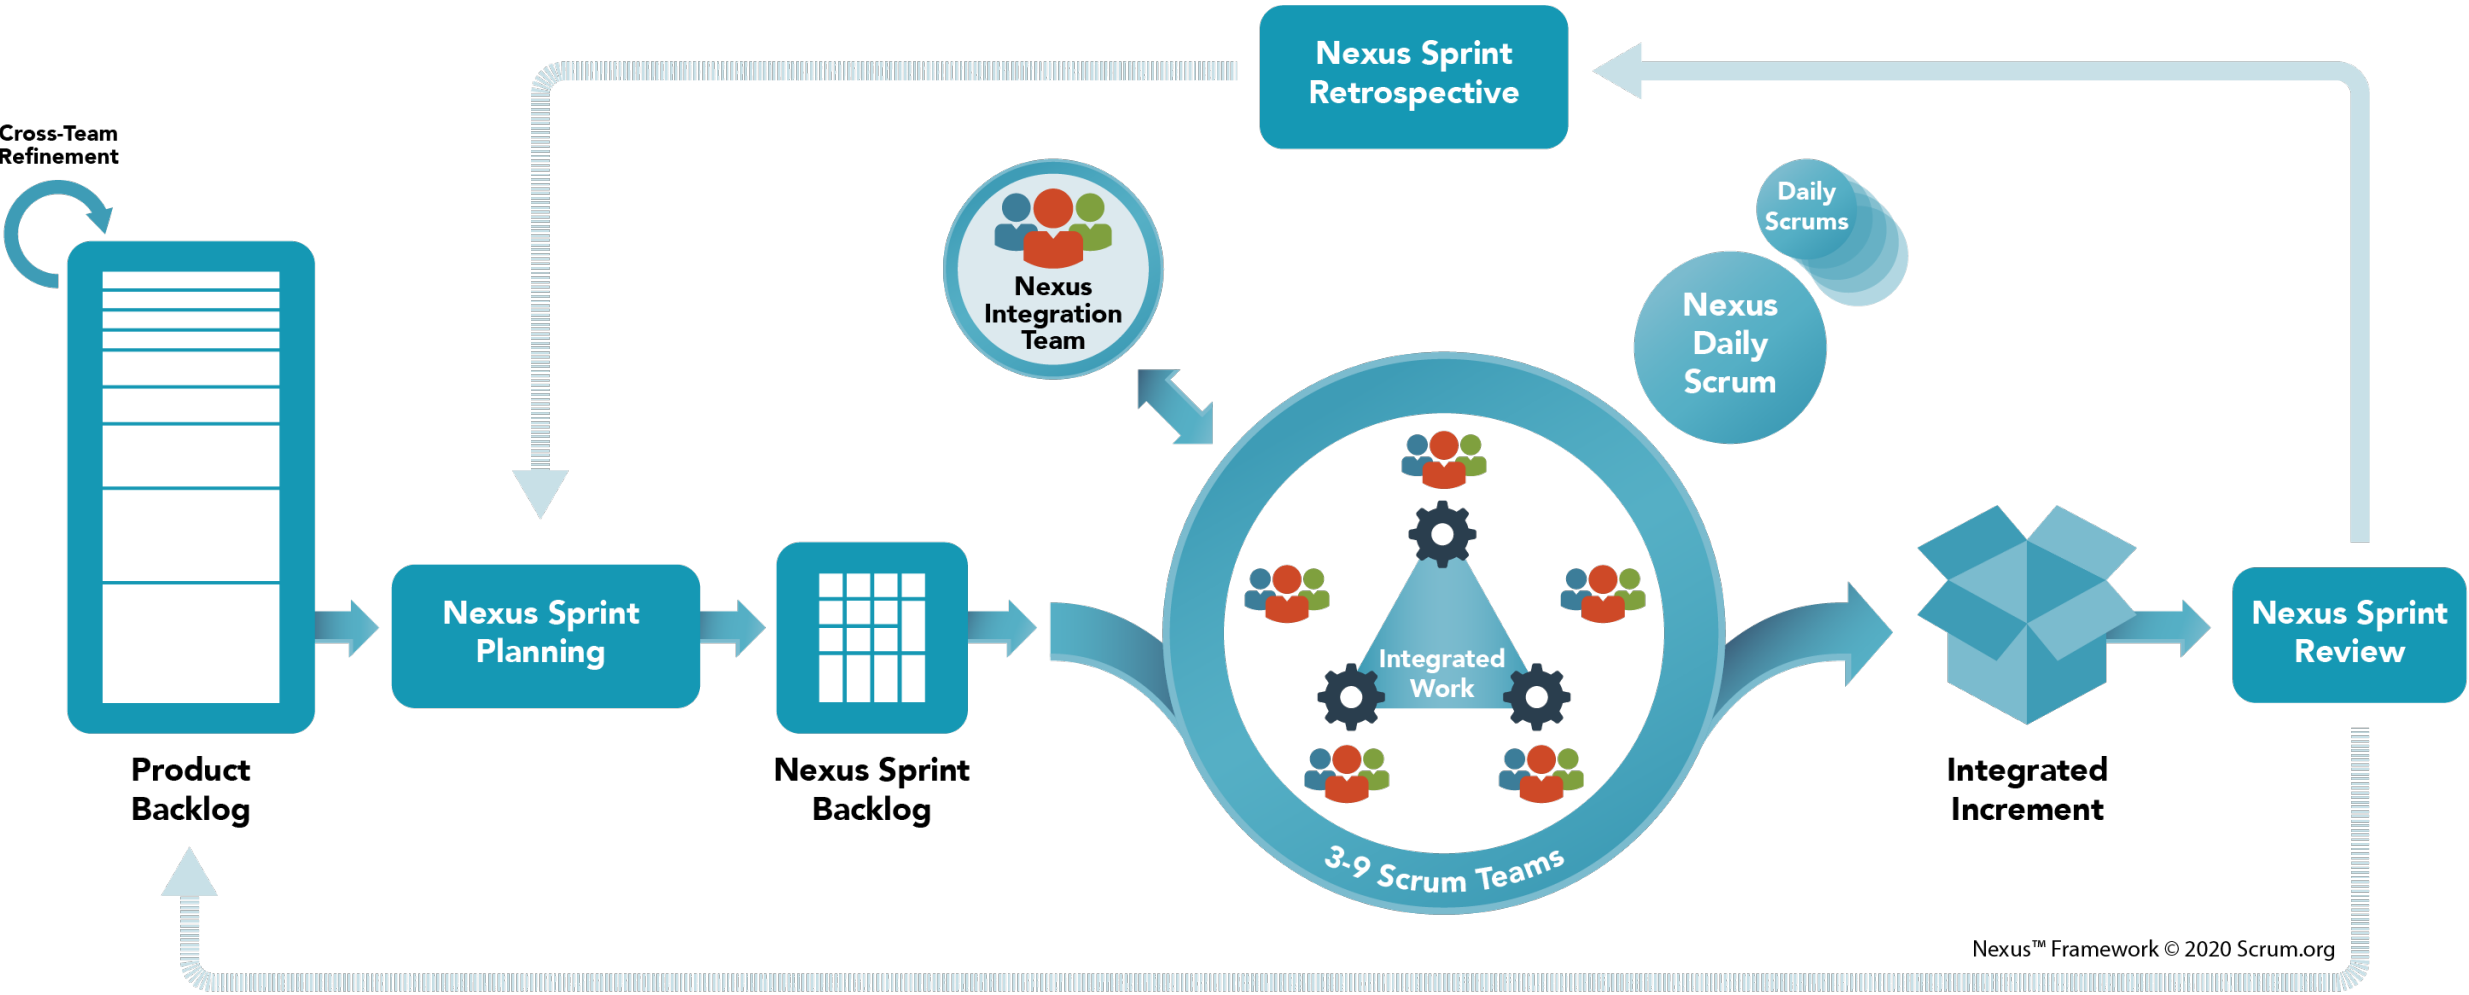 Nexus Sprint
Retrospective
Cross-Team
Refinement
Daily
Scrums
Nexus
Integration
Team
Nexus
Daily
Scrum
Nexus Sprint
Planning
Integrated
Work
Nexus Sprint
Review
Product
Backlog
Nexus Sprint
Backlog
3-9 Scrum Teams
Integrated
Increment
Nexus™ Framework © 2020 Scrum.org